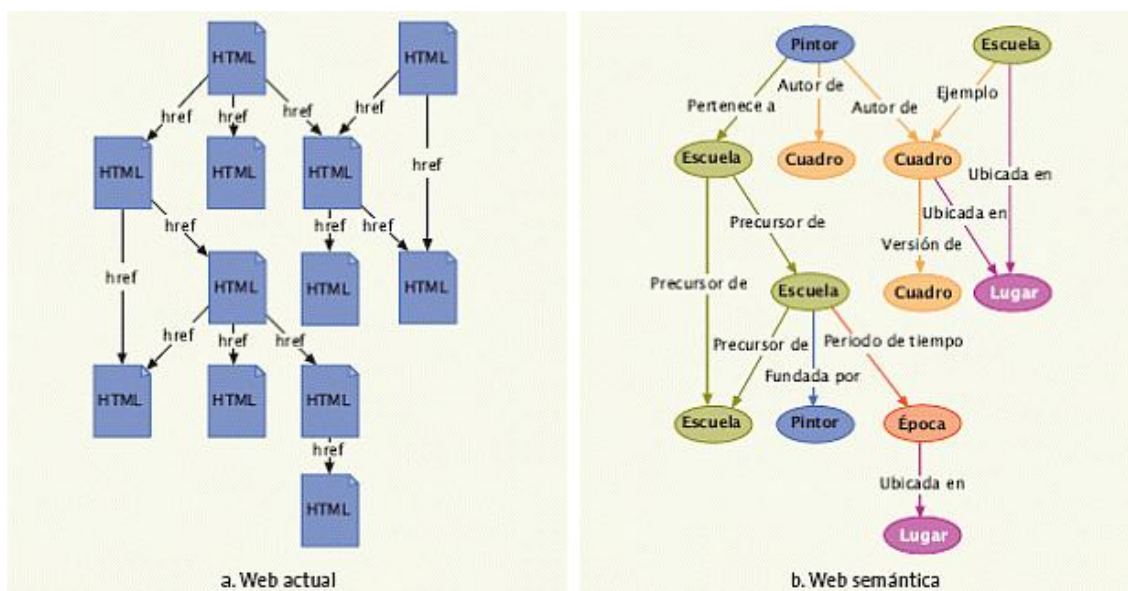 HTML
HTML
href
href
href
href
HTML
HTML
HTML
href
href
href
href
href
HTML
HTML
HTML
href
href
href
HTML
HTML
HTML
href
HTML
a. Web actual
Pintor
Escuela
Pertenece a
Autor de
Autor de
Ejemplo
Escuela
Cuadro
Cuadro
Ubicada en
Precursor de
Ubicada en
Versión de
Precursor de
Escuela
Cuadro
Lugar
Precursor de
Periodo de tiempo
Fundada por
Escuela
Pintor
Época
Ubicada en
Lugar
b. Web semántica